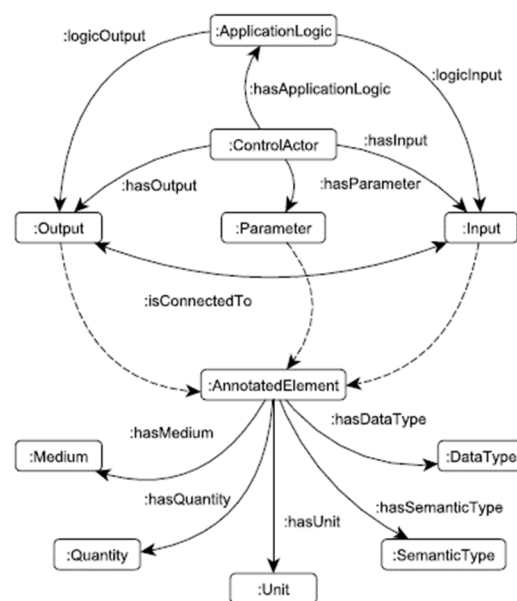 :ApplicationLogic
:logicOutput
:logicInput
:hasApplicationLogic
:ControlActor
:hasInput
:hasOutput
:hasParameter
:Output
:Parameter
:Input
:isConnectedTo
:AnnotatedElement
:hasMedium
:hasDataType
:Medium
:DataType
:hasQuantity
:hasSemanticType
:hasUnit
:Quantity
:SemanticType
:Unit